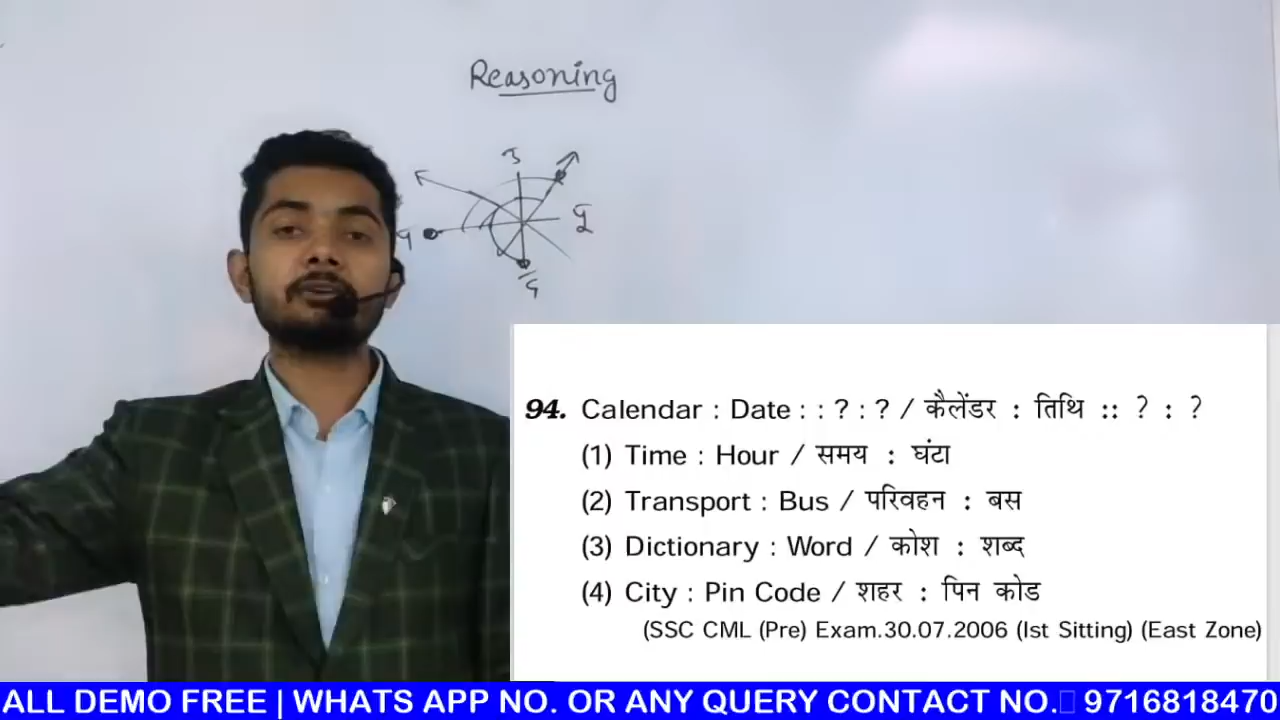 Reasoning
94. Calendar : Date : : ? : ? / कैलेंडर : तिथि :: ? : ?
(1) Time : Hour / समय : घंटा
(2) Transport : Bus / परिवहन : बस
(3) Dictionary : Word / कोश : शब्द
(4) City : Pin Code / शहर : पिन कोड
(SSC CML (Pre) Exam.30.07.2006 (Ist Sitting) (East Zone)
ALL DEMO FREE | WHATS APP NO. OR ANY QUERY CONTACT NO. 9716818470